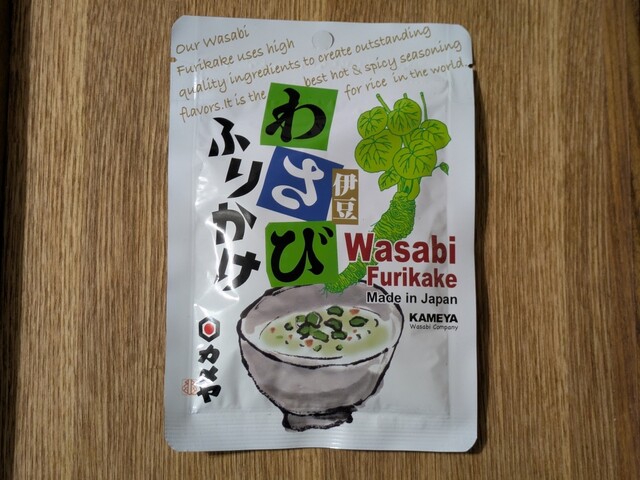 Our Wasabi
Furikake uses high
quality ingredients to create outstanding
flavors. It is the best hot & spicy seasoning
for rice in the world
わさび
伊豆
ふりかけ
Wasabi
Furikake
Made in Japan
KAMEYA
Wasabi Company
カメヤ